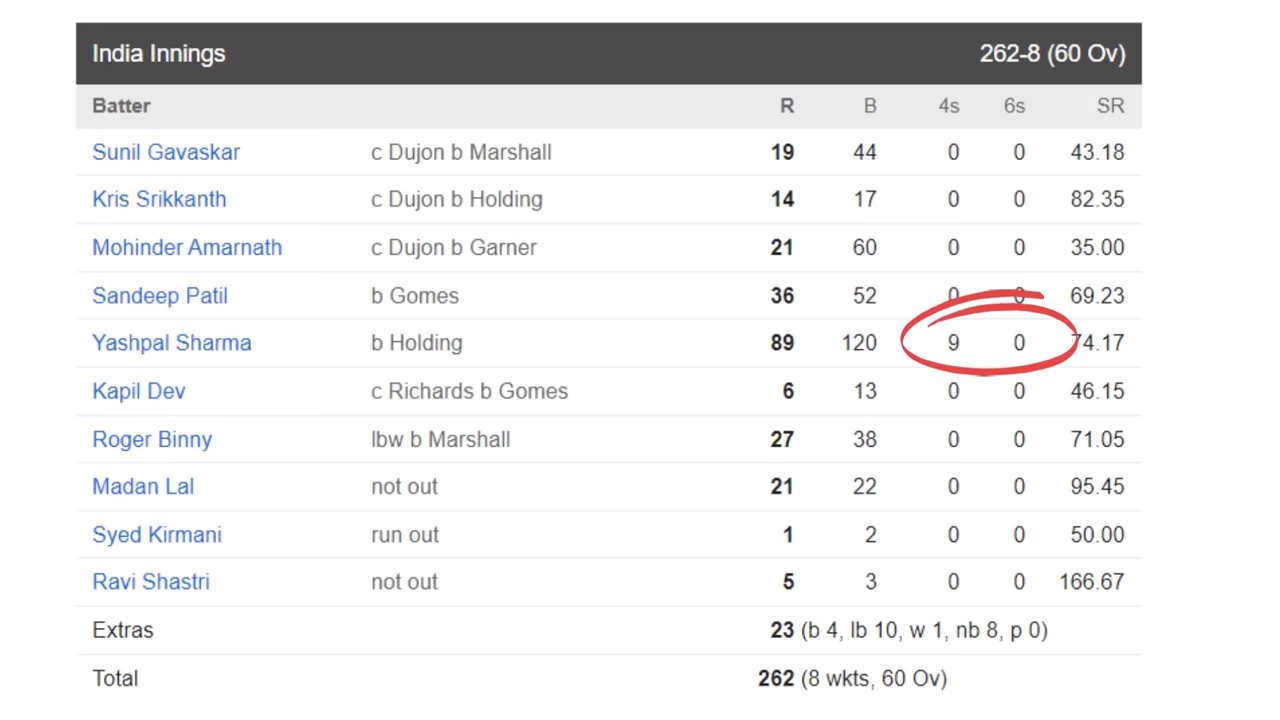 India Innings 262-8 (60 Ov)
Batter R B 4s 6s SR
Sunil Gavaskar c Dujon b Marshall 19 44 0 0 43.18
Kris Srikkanth c Dujon b Holding 14 17 0 0 82.35
Mohinder Amarnath c Dujon b Garner 21 60 0 0 35.00
Sandeep Patil b Gomes 36 52 0 0 69.23
Yashpal Sharma b Holding 89 120 9 0 74.17
Kapil Dev c Richards b Gomes 6 13 0 0 46.15
Roger Binny lbw b Marshall 27 38 0 0 71.05
Madan Lal not out 21 22 0 0 95.45
Syed Kirmani run out 1 2 0 0 50.00
Ravi Shastri not out 5 3 0 0 166.67
Extras 23 (b 4, lb 10, w 1, nb 8, p 0)
Total 262 (8 wkts, 60 Ov)